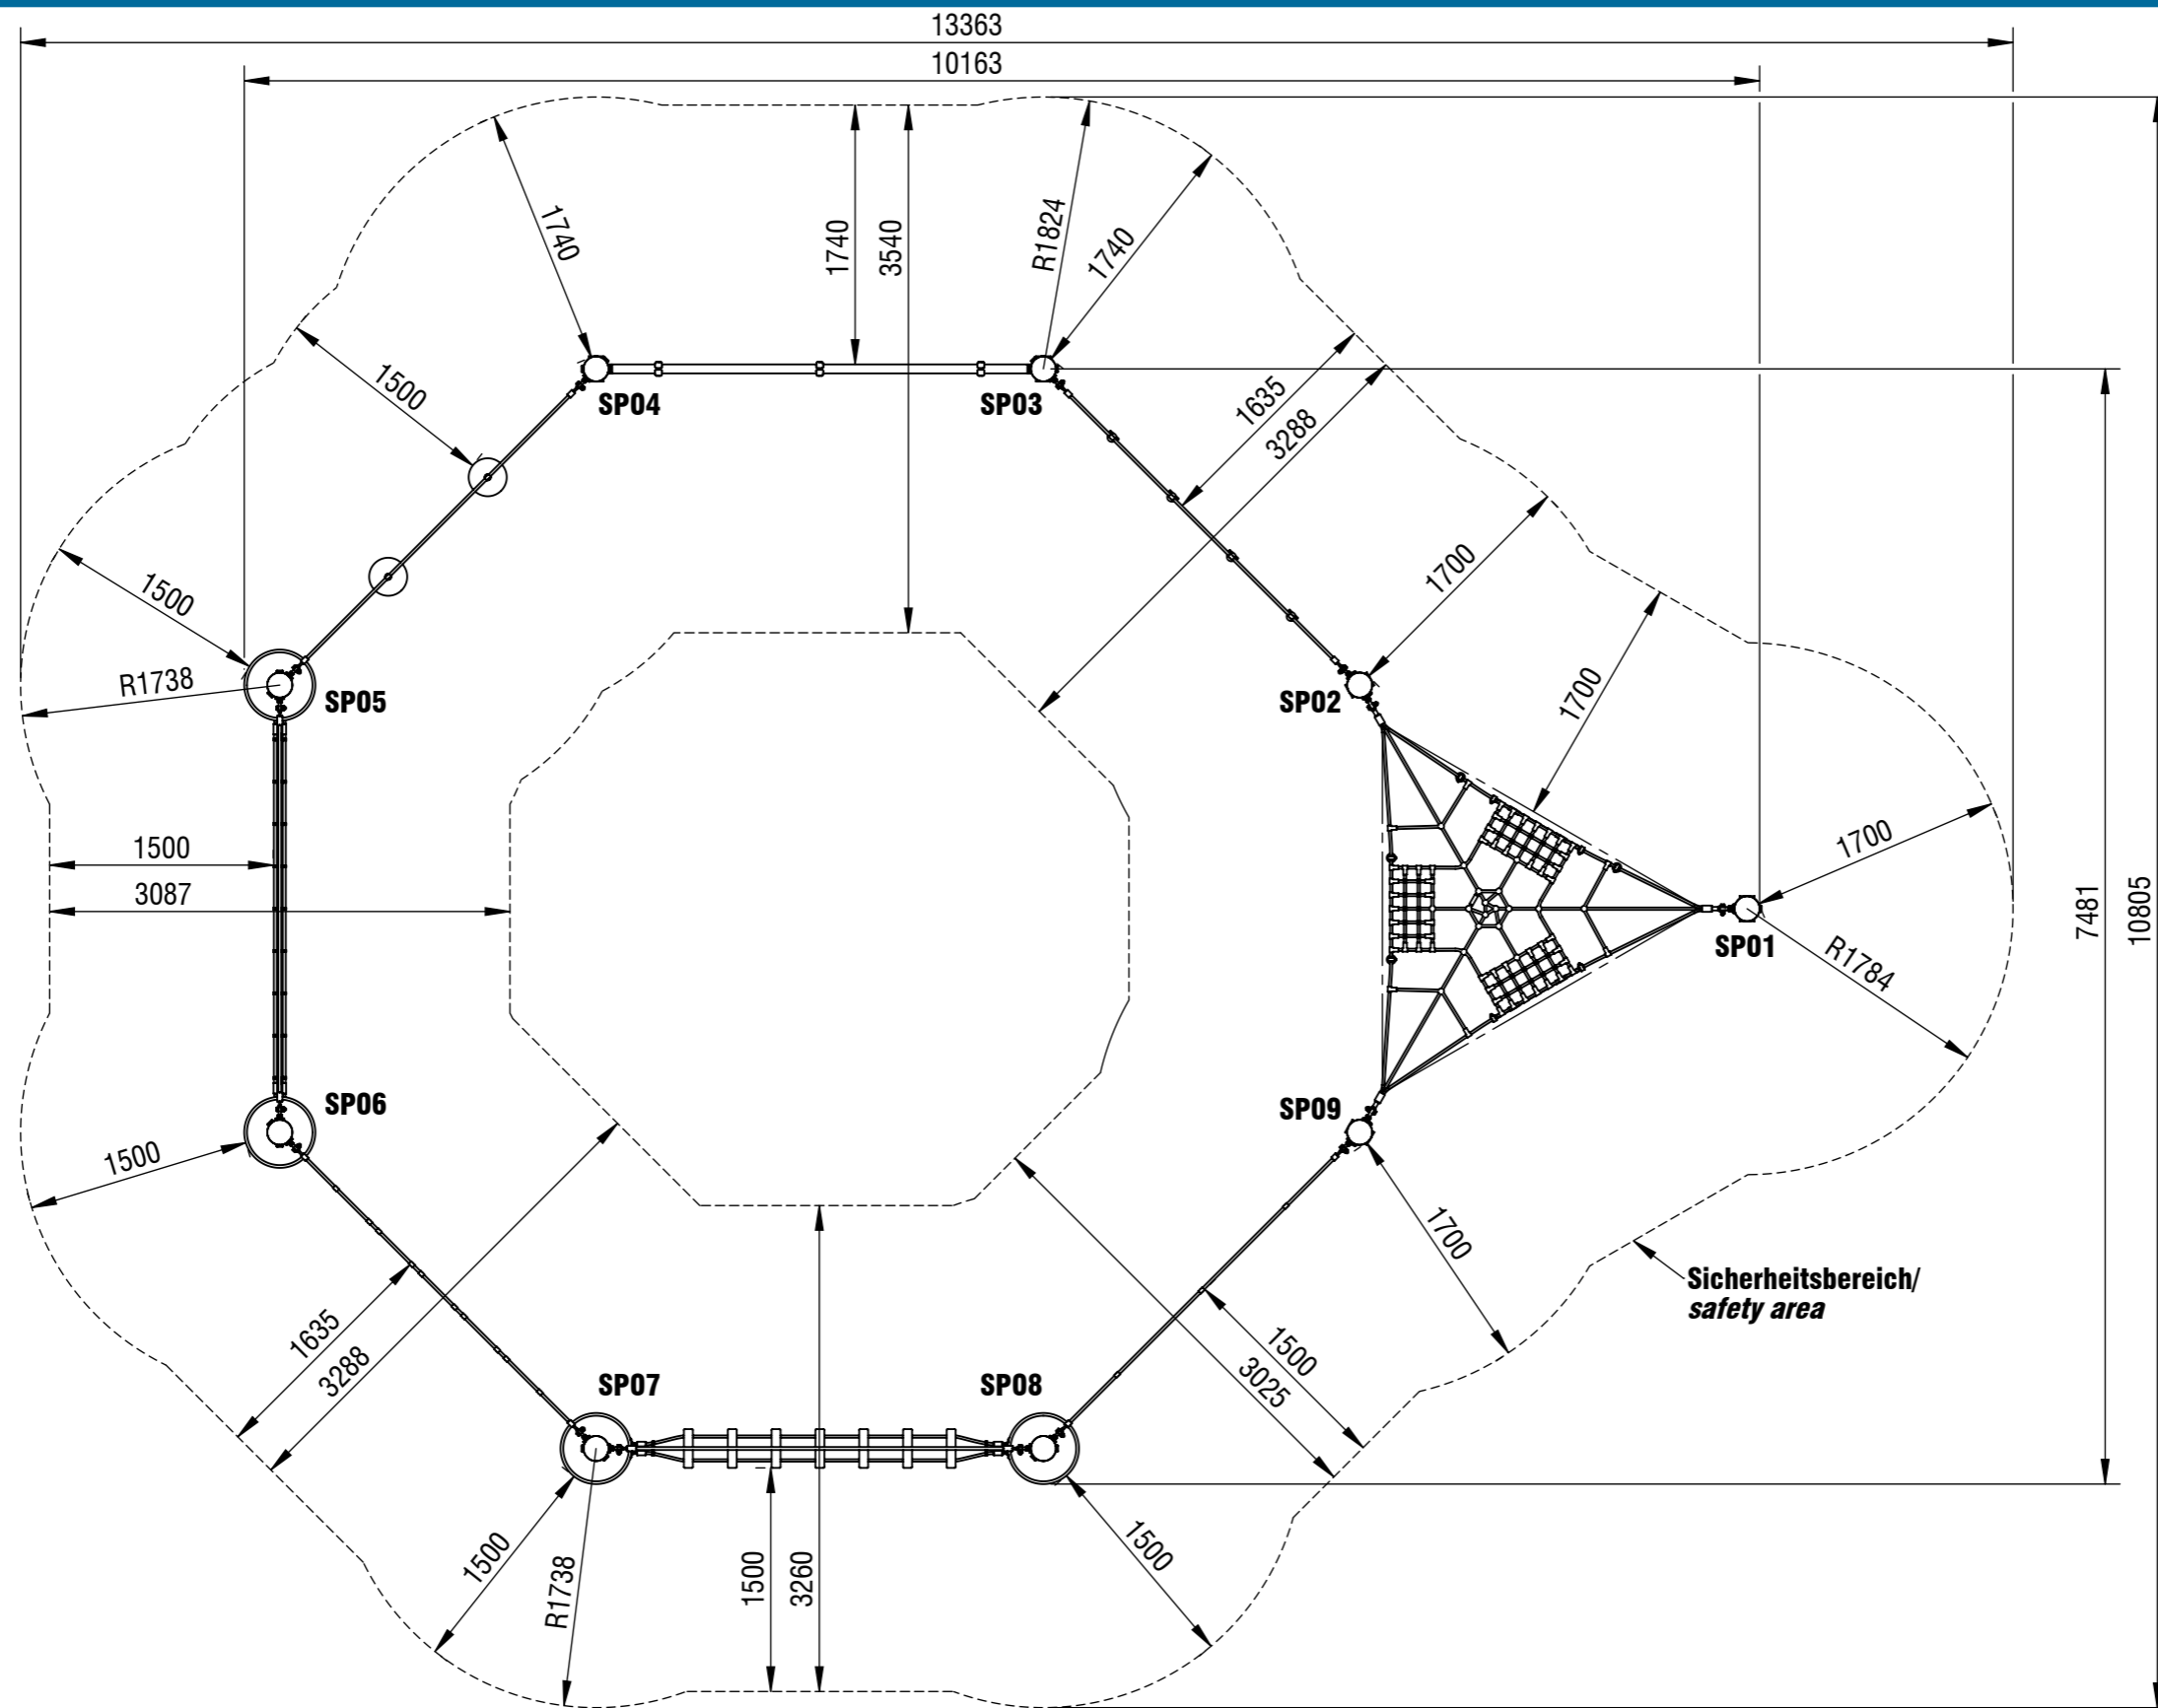 13363
10163
1740
1740
3540
R1824
1740
1500
SP04
SP03
1635
3288
1500
1700
R1738
SP05
SP02
1700
1500
3087
1700
7481
10805
SP01
R1784
SP06
SP09
1500
1700
Sicherheitsbereich/
safety area
1635
3288
1500
3025
SP07
SP08
1500
R1738
1500
3260
1500